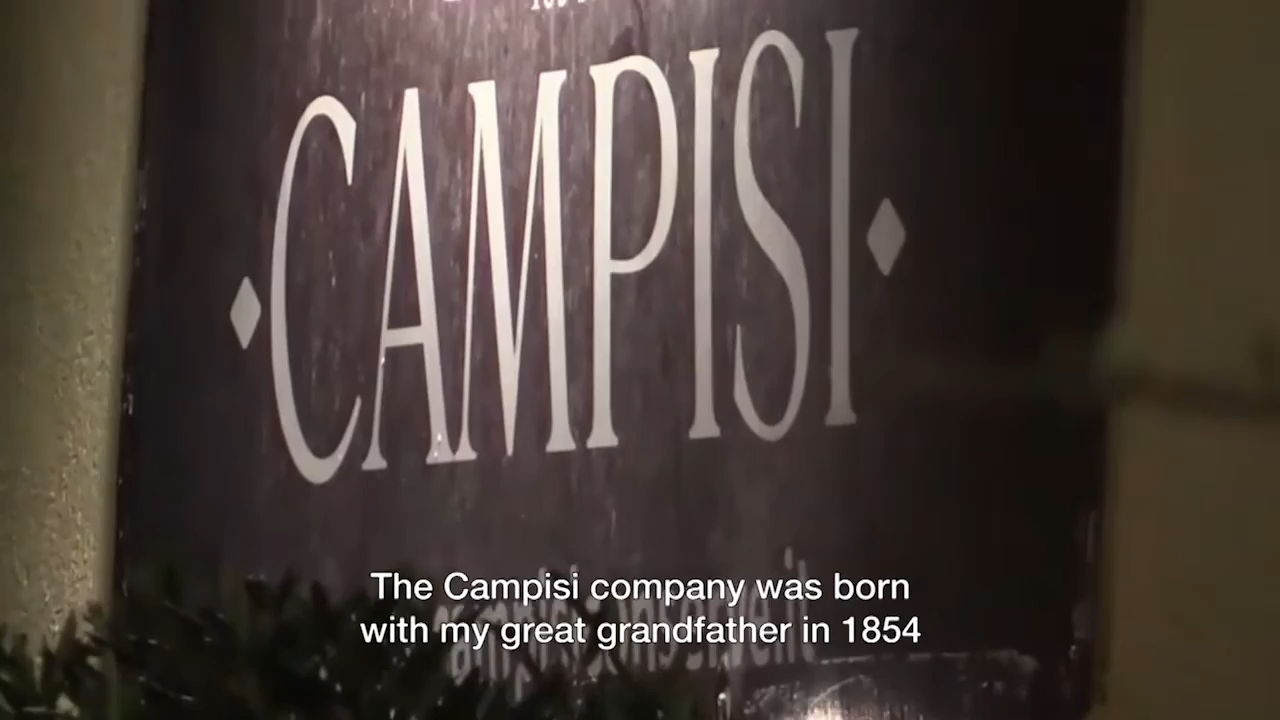 CAMPISI
The Campisi company was born
with my great grandfather in 1854